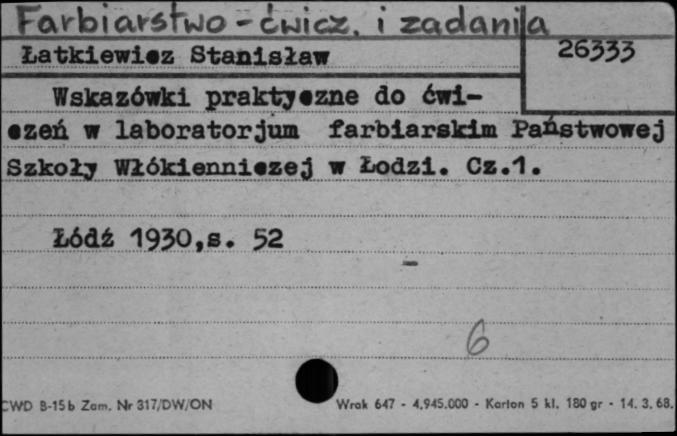 Farbiarstwo - ćwicz. i zadania
Łatkiewicz Stanisław
26333
Wskazówki praktyczne do ćwi-
czeń w laboratorjum farbiarskim Państwowej
Szkoły Włókienniczej w Łodzi. Cz.1.
Łódź 1930,s. 52
6
CWD B-15b Zam. Nr 317/DW/ON
Wrak 647 - 4.945.000 - Karton 5 kl. 180 gr - 14. 3. 68.